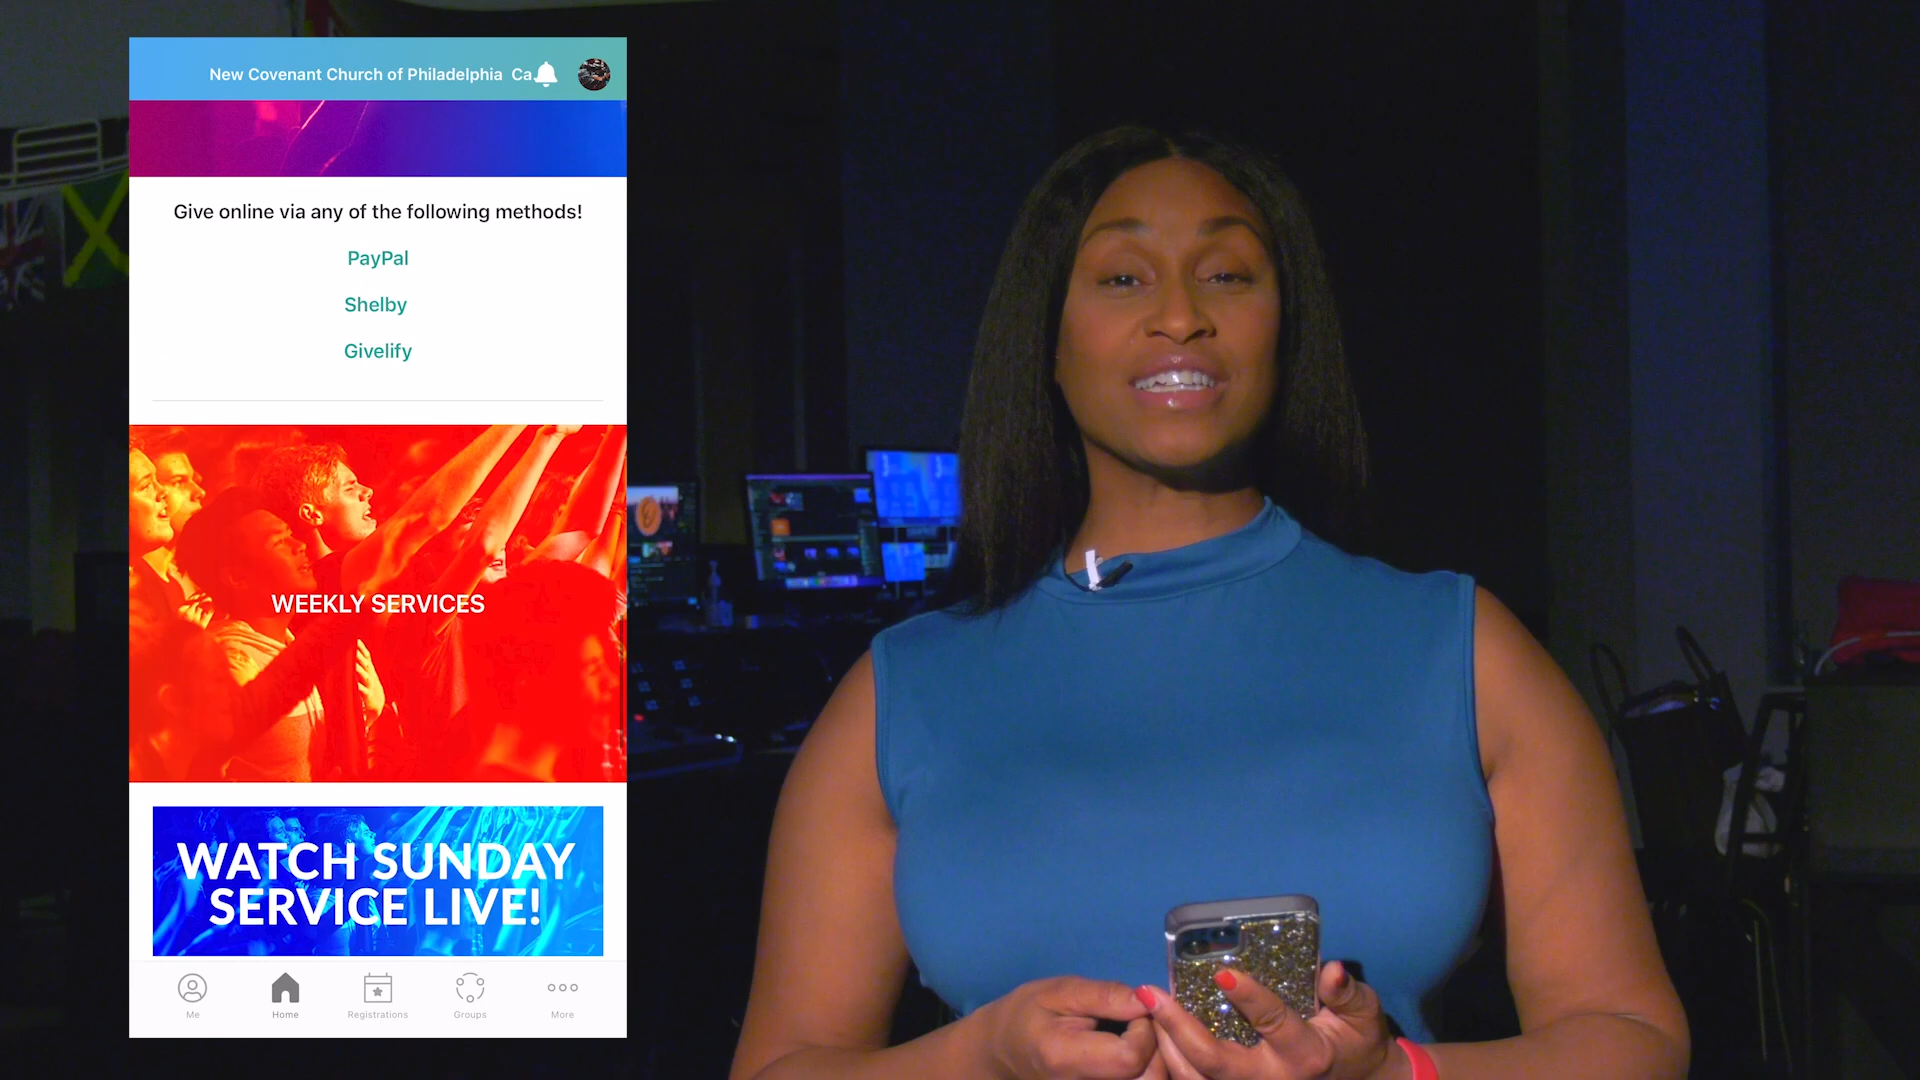 New Covenant Church of Philadelphia Ca
Give online via any of the following methods!
PayPal
Shelby
Givelify
WEEKLY SERVICES
WATCH SUNDAY
SERVICE LIVE!
Me
Home
Registrations
Groups
More